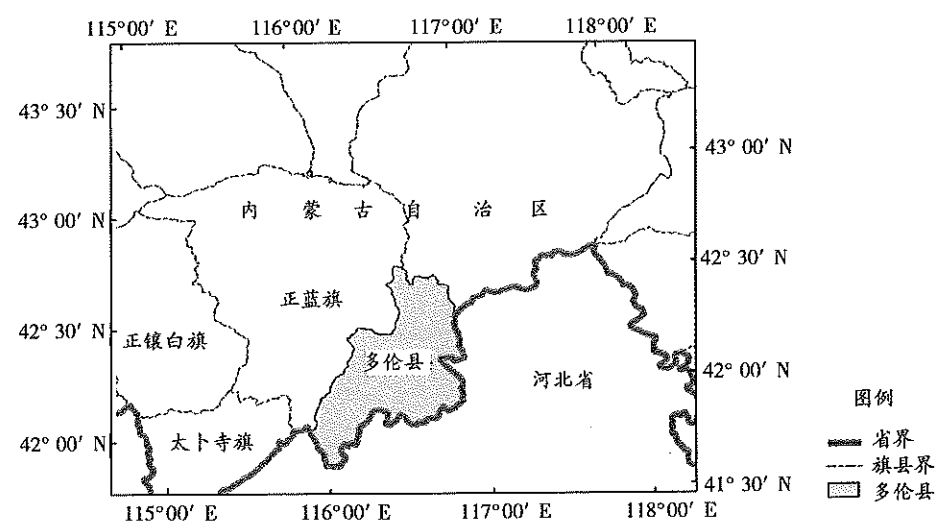 115°00′ E 116°00′ E 117°00′ E 118°00′ E
43° 30′ N
43° 00′ N
内 蒙 古 自 治 区
43° 00′ N
42° 30′ N
正蓝旗
42° 30′ N
正镶白旗
多伦县
42° 00′ N
河北省
图例
42° 00′ N
太卜寺旗
省界
旗县界
41° 30′ N
多伦县
115°00′ E 116°00′ E 117°00′ E 118°00′ E